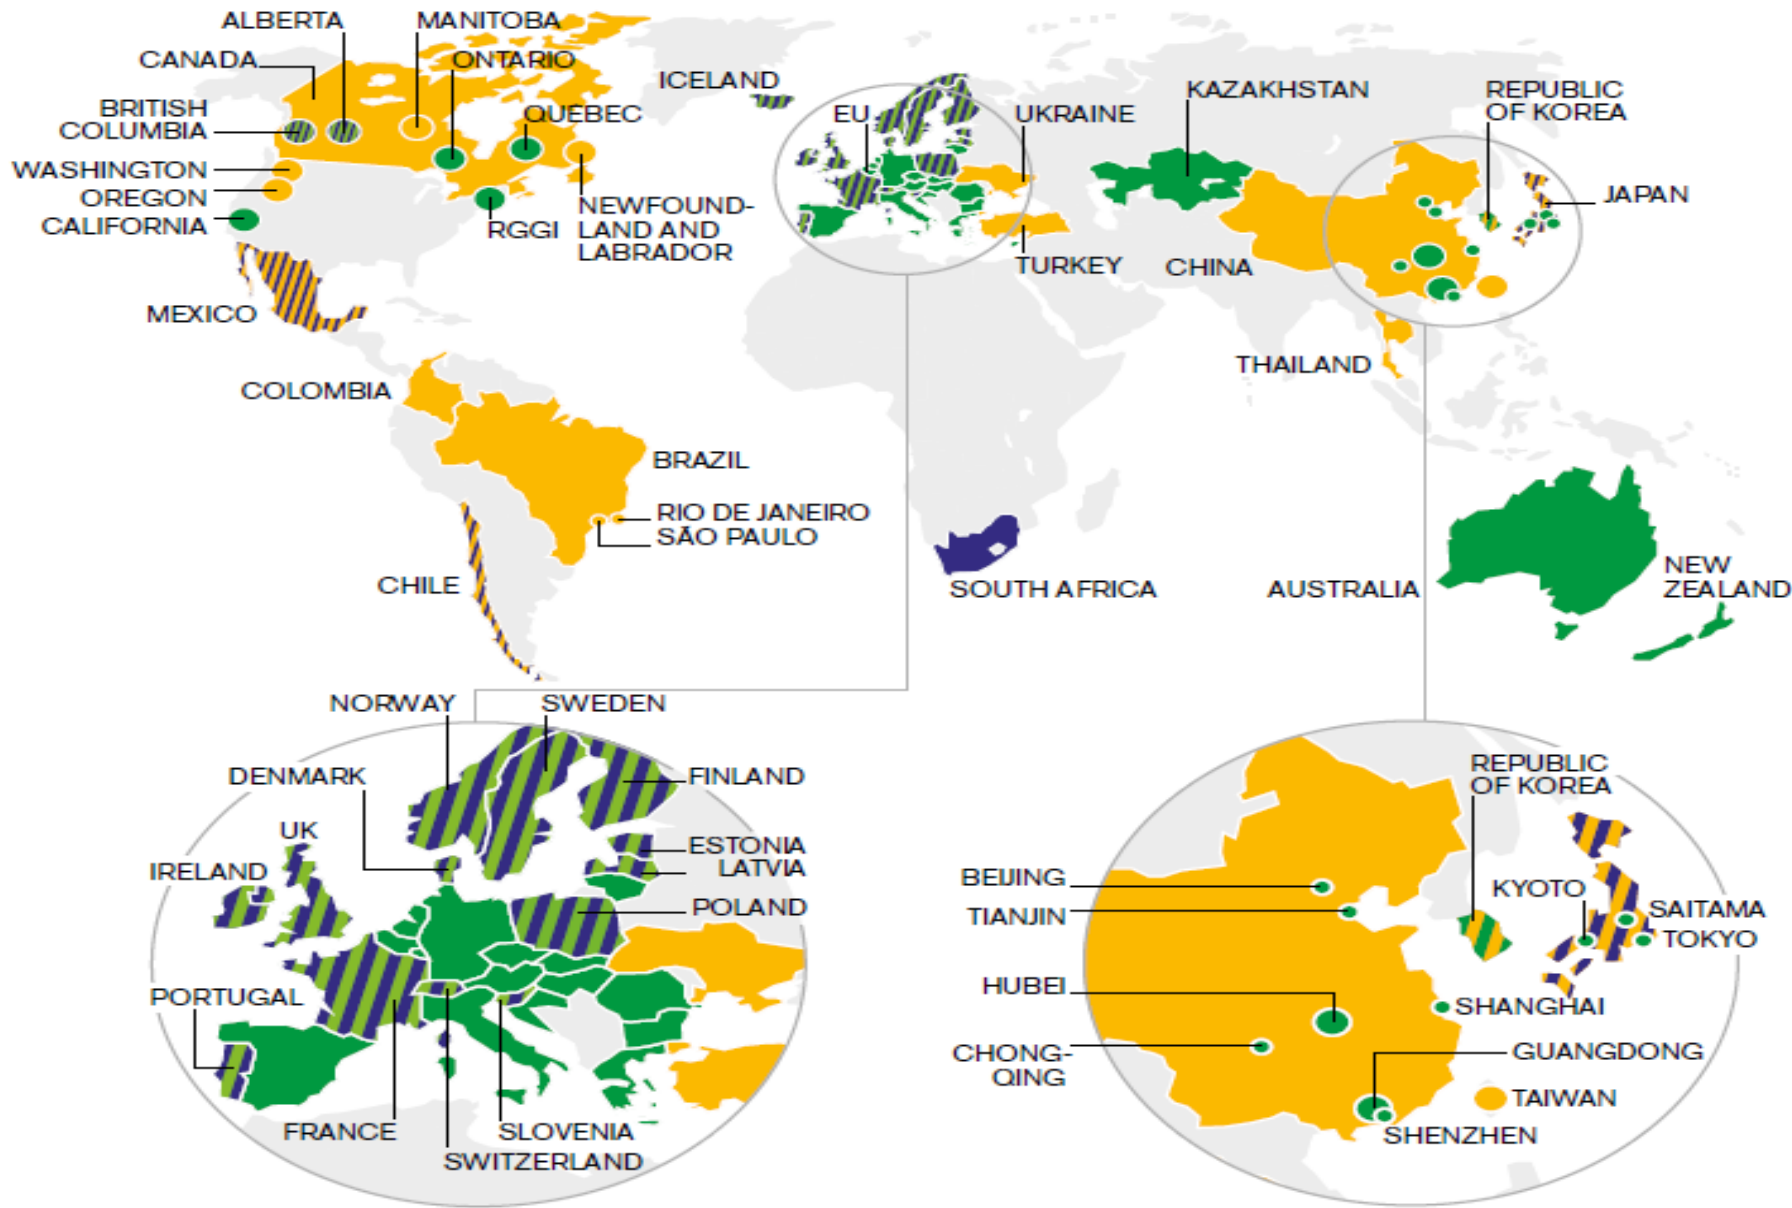 ALBERTA
MANITOBA
CANADA
ONTARIO
ICELAND
BRITISH
COLUMBIA
QUEBEC
EU
UKRAINE
KAZAKHSTAN
REPUBLIC
OF KOREA
WASHINGTON
OREGON
CALIFORNIA
RGGI
NEWFOUND-
LAND AND
LABRADOR
JAPAN
TURKEY
CHINA
MEXICO
THAILAND
COLOMBIA
BRAZIL
RIO DE JANEIRO
SÃO PAULO
CHILE
SOUTH AFRICA
AUSTRALIA
NEW
ZEALAND
NORWAY
SWEDEN
DENMARK
FINLAND
UK
IRELAND
ESTONIA
LATVIA
POLAND
PORTUGAL
FRANCE
SLOVENIA
SWITZERLAND
REPUBLIC
OF KOREA
BEIJING
TIANJIN
KYOTO
SAITAMA
TOKYO
HUBEI
SHANGHAI
CHONG-
QING
GUANGDONG
TAIWAN
SHENZHEN